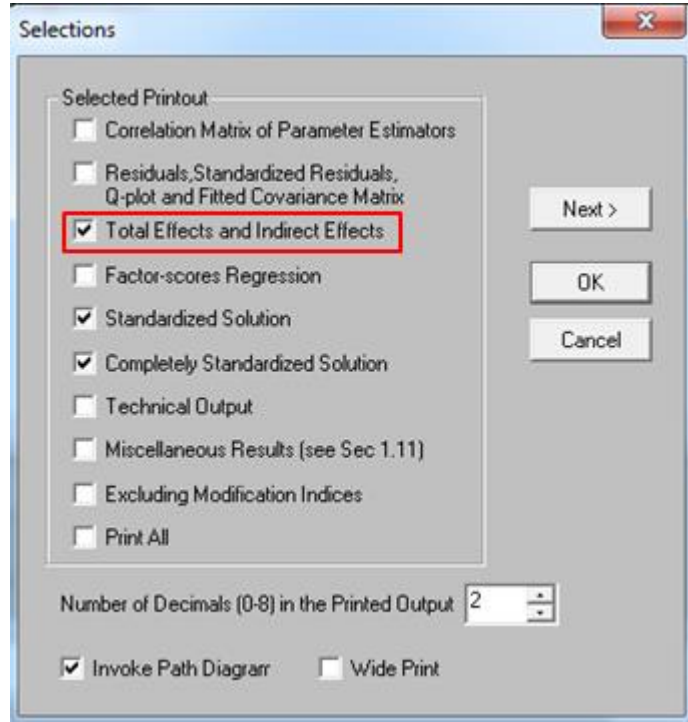 Selections
Selected Printout
Correlation Matrix of Parameter Estimators
Residuals,Standardized Residuals,
Q-plot and Fitted Covariance Matrix
Total Effects and Indirect Effects
Factor-scores Regression
Standardized Solution
Completely Standardized Solution
Technical Output
Miscellaneous Results (see Sec 1.11)
Excluding Modification Indices
Print All
Next >
OK
Cancel
Number of Decimals (0-8) in the Printed Output 2
Invoke Path Diagrarr
Wide Print